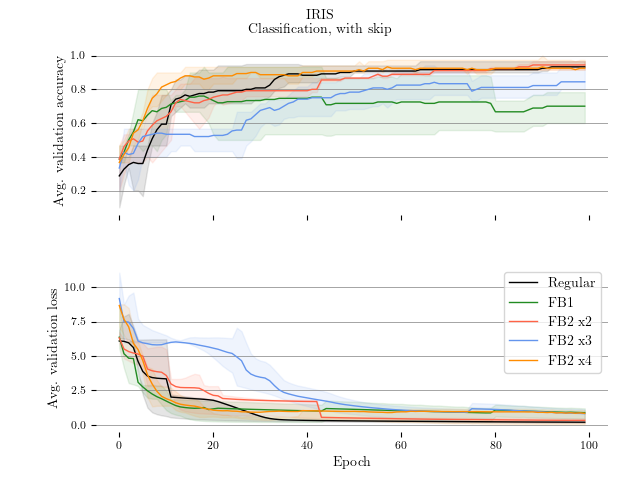 IRIS
Classification, with skip
Avg. validation accuracy
1.0
0.8
0.6
0.4
0.2
Avg. validation loss
10.0
7.5
5.0
2.5
0.0
Regular
FB1
FB2 x2
FB2 x3
FB2 x4
0 20 40 60 80 100
Epoch